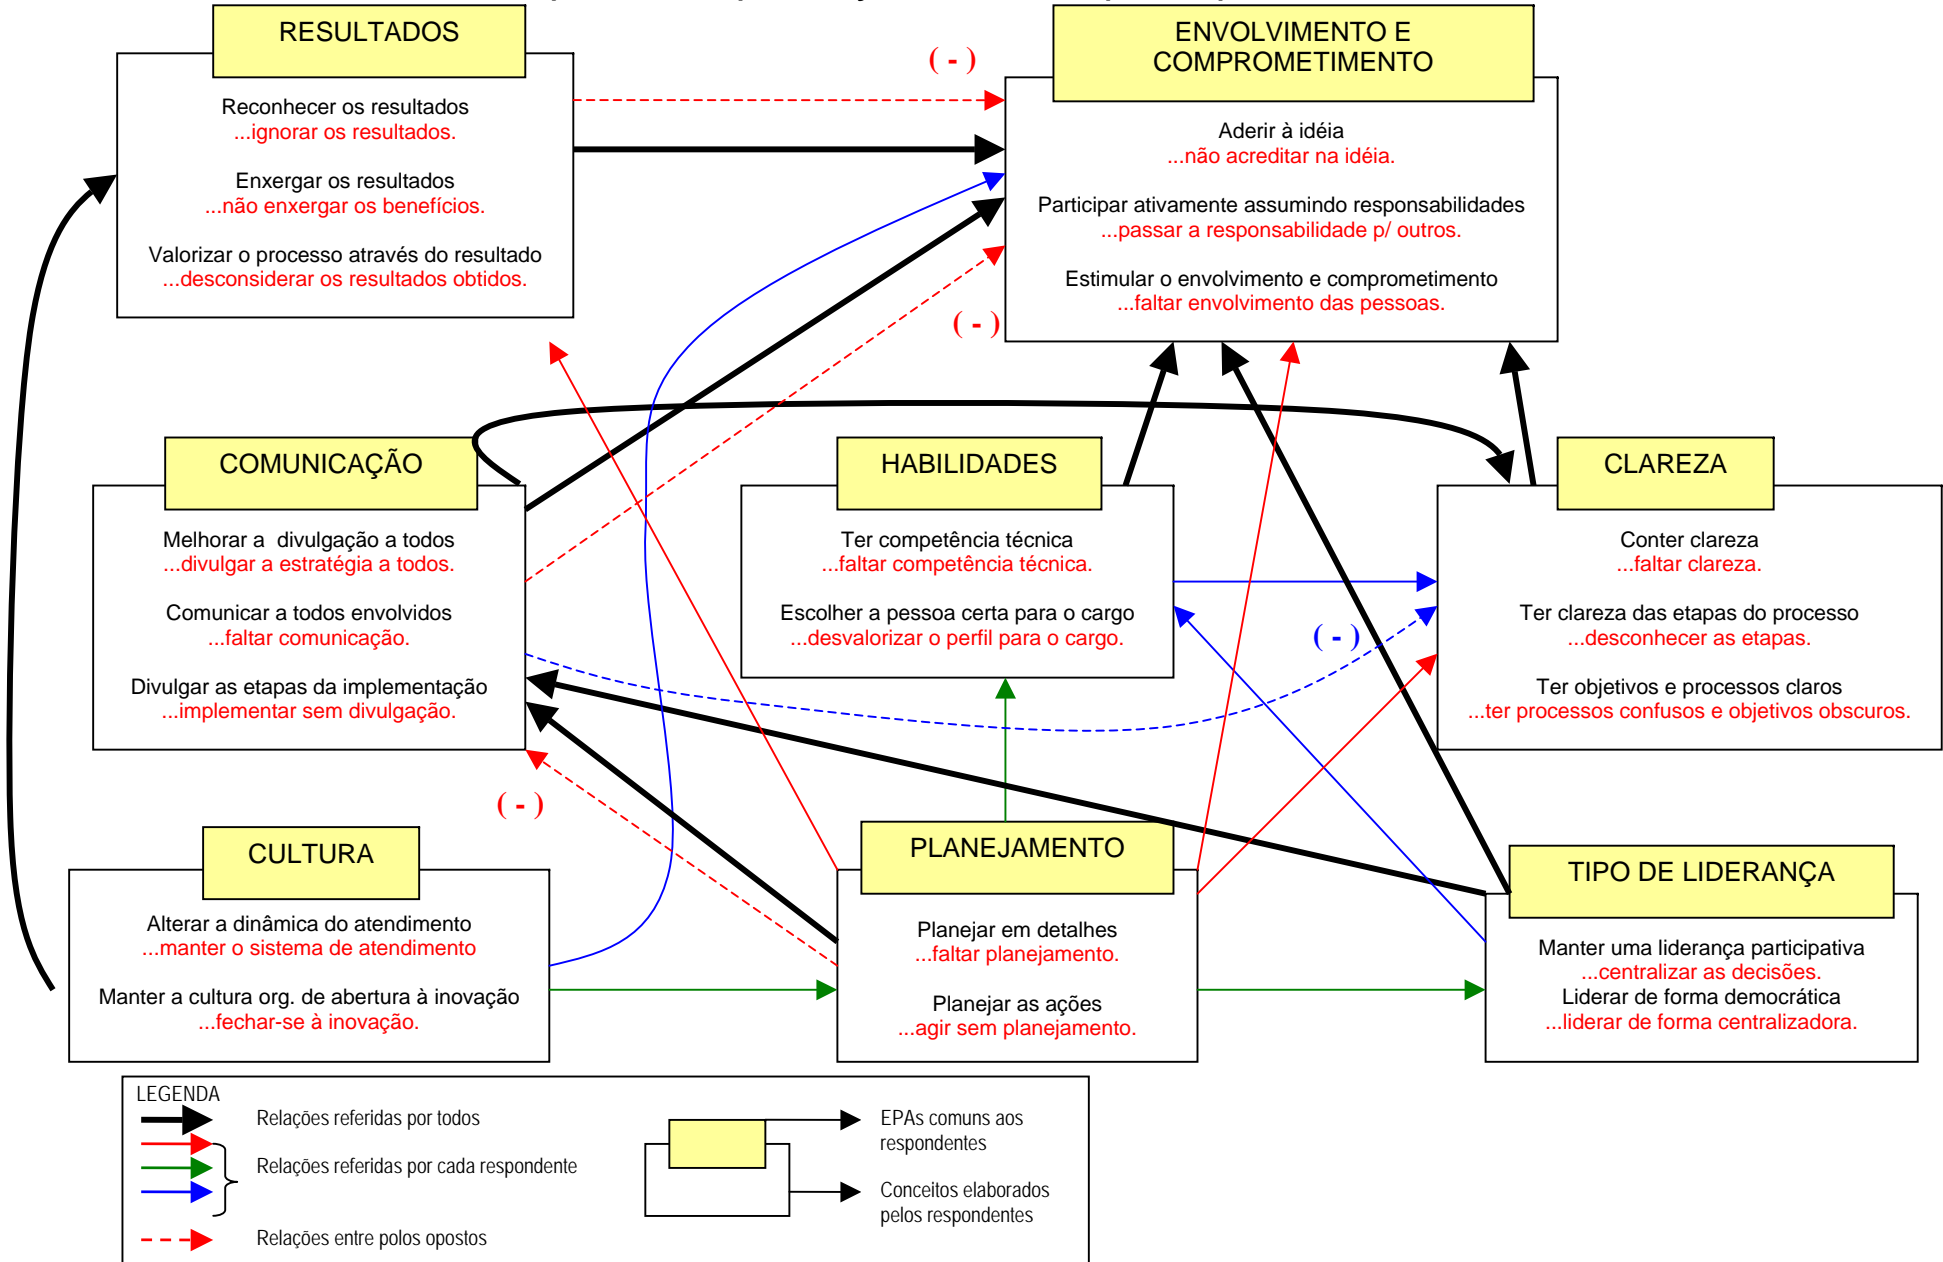 RESULTADOS
Reconhecer os resultados
...ignorar os resultados.
Enxergar os resultados
...não enxergar os benefícios.
Valorizar o processo através do resultado
...desconsiderar os resultados obtidos.
( - )
ENVOLVIMENTO E
COMPROMETIMENTO
Aderir à idéia
...não acreditar na idéia.
Participar ativamente assumindo responsabilidades
...passar a responsabilidade p/ outros.
Estimular o envolvimento e comprometimento
...faltar envolvimento das pessoas.
( - )
COMUNICAÇÃO
Melhorar a  divulgação a todos
...divulgar a estratégia a todos.
Comunicar a todos envolvidos
...faltar comunicação.
Divulgar as etapas da implementação
...implementar sem divulgação.
HABILIDADES
Ter competência técnica
...faltar competência técnica.
Escolher a pessoa certa para o cargo
...desvalorizar o perfil para o cargo.
( - )
CLAREZA
Conter clareza
...faltar clareza.
Ter clareza das etapas do processo
...desconhecer as etapas.
Ter objetivos e processos claros
...ter processos confusos e objetivos obscuros.
( - )
CULTURA
Alterar a dinâmica do atendimento
...manter o sistema de atendimento
Manter a cultura org. de abertura à inovação
...fechar-se à inovação.
PLANEJAMENTO
Planejar em detalhes
...faltar planejamento.
Planejar as ações
...agir sem planejamento.
TIPO DE LIDERANÇA
Manter uma liderança participativa
...centralizar as decisões.
Liderar de forma democrática
...liderar de forma centralizadora.
LEGENDA
Relações referidas por todos
Relações referidas por cada respondente
Relações entre polos opostos
EPAs comuns aos
respondentes
Conceitos elaborados
pelos respondentes